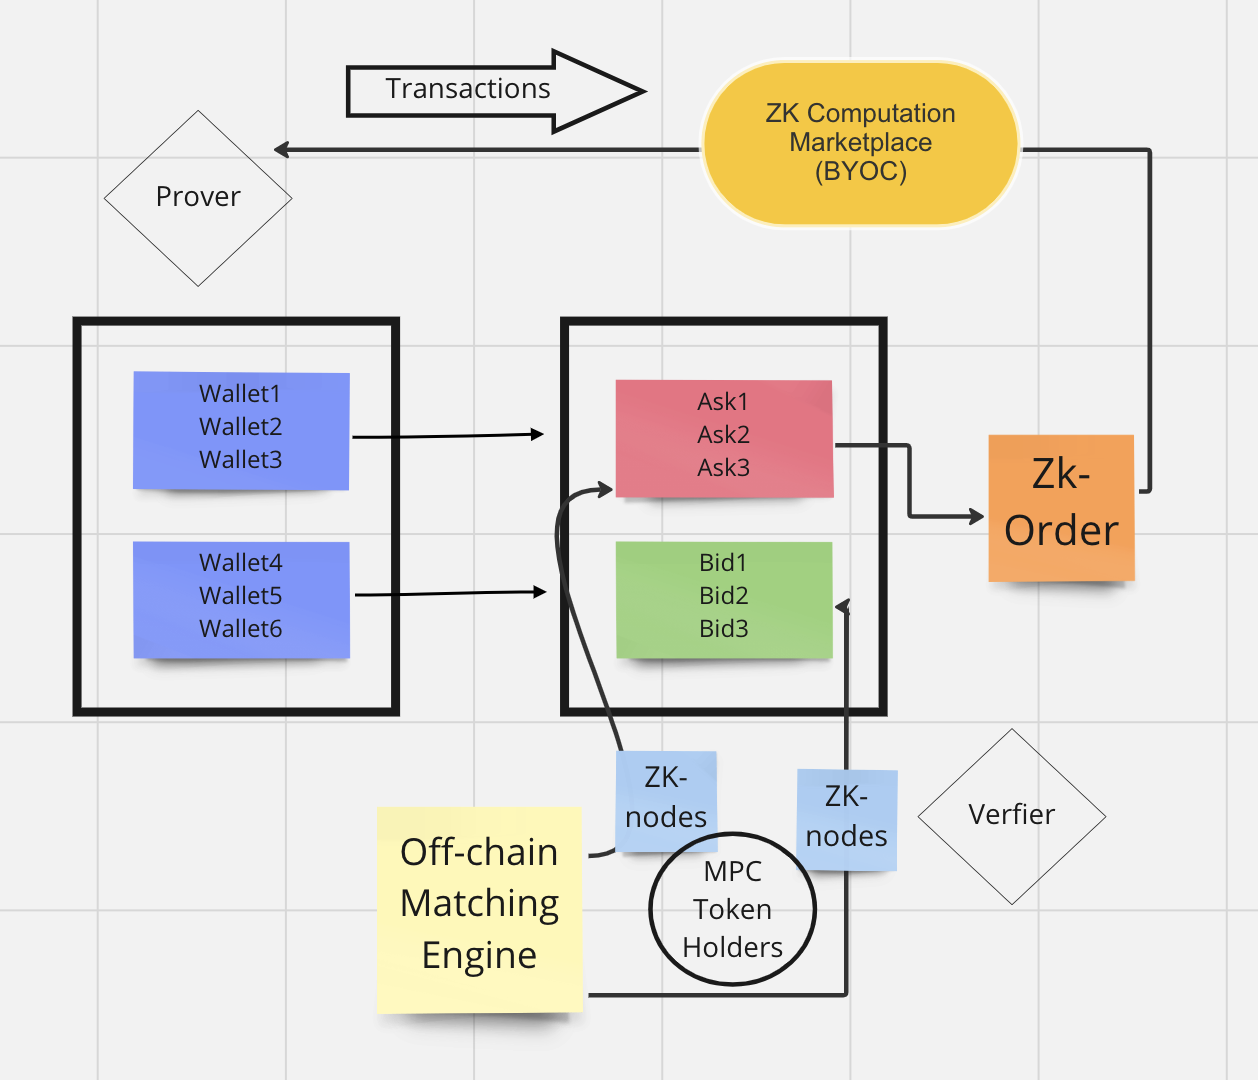 Transactions
ZK Computation
Marketplace
(BYOC)
Prover
Wallet1
Wallet2
Wallet3
Ask1
Ask2
Ask3
Zk-
Order
Wallet4
Wallet5
Wallet6
Bid1
Bid2
Bid3
ZK-
nodes
ZK-
nodes
Verfier
Off-chain
Matching
Engine
MPC
Token
Holders